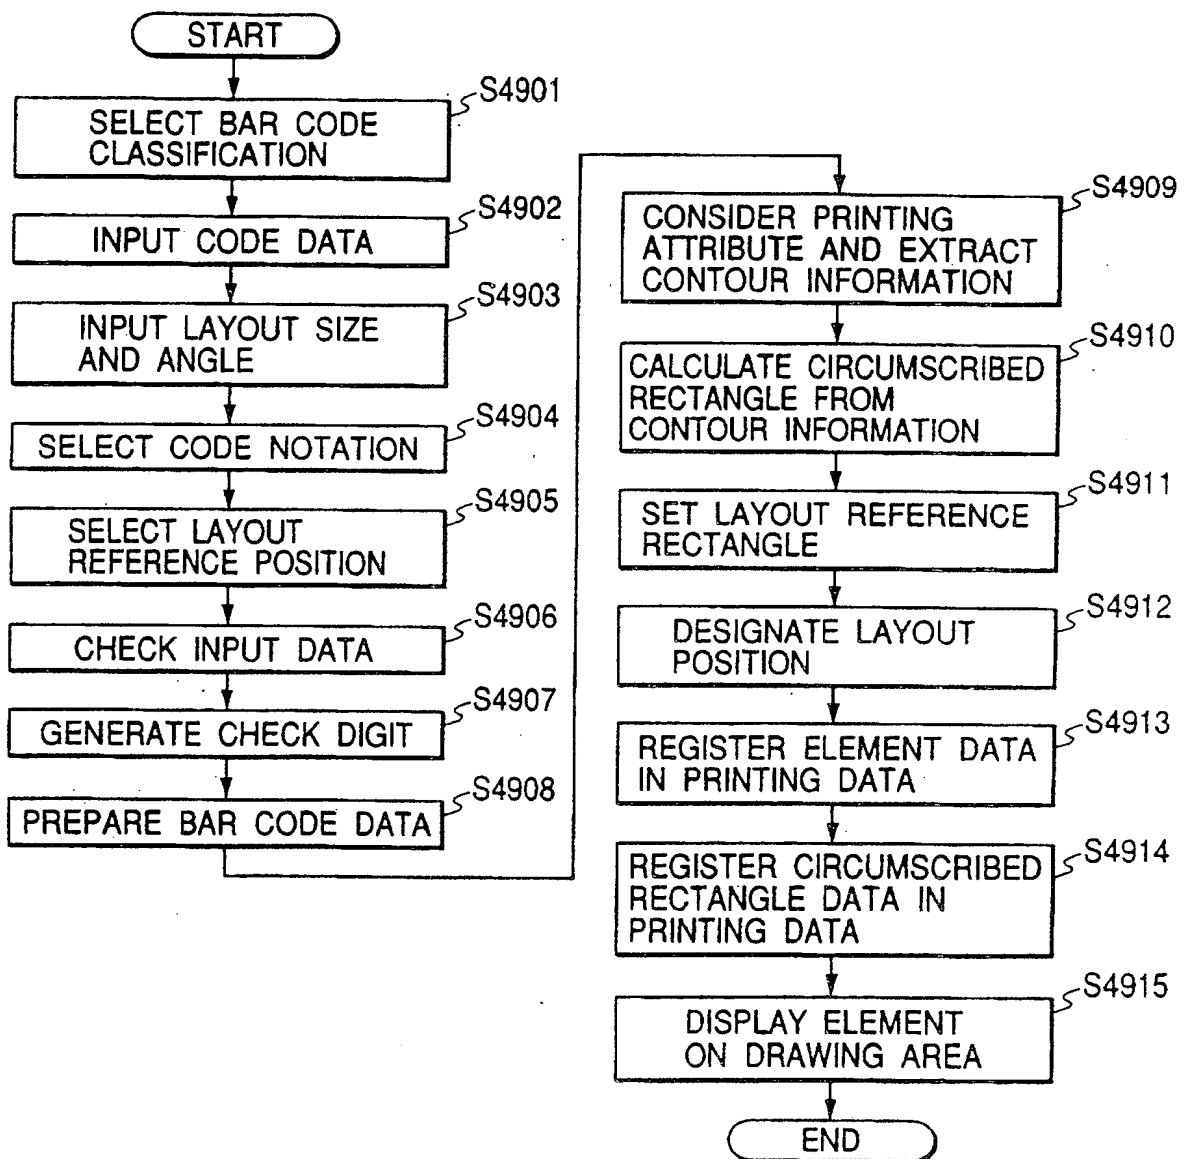 START
S4901
SELECT BAR CODE
CLASSIFICATION
S4902
INPUT CODE DATA
S4903
INPUT LAYOUT SIZE
AND ANGLE
S4904
SELECT CODE NOTATION
S4905
SELECT LAYOUT
REFERENCE POSITION
S4906
CHECK INPUT DATA
S4907
GENERATE CHECK DIGIT
S4908
PREPARE BAR CODE DATA
S4909
CONSIDER PRINTING
ATTRIBUTE AND EXTRACT
CONTOUR INFORMATION
S4910
CALCULATE CIRCUMSCRIBED
RECTANGLE FROM
CONTOUR INFORMATION
S4911
SET LAYOUT REFERENCE
RECTANGLE
S4912
DESIGNATE LAYOUT
POSITION
S4913
REGISTER ELEMENT DATA
IN PRINTING DATA
S4914
REGISTER CIRCUMSCRIBED
RECTANGLE DATA IN
PRINTING DATA
S4915
DISPLAY ELEMENT
ON DRAWING AREA
END